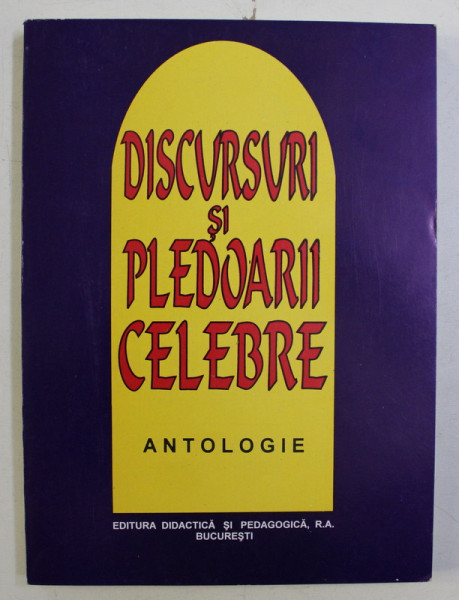 DISCURSURI
ŞI
PLEDOARII
CELEBRE
ANTOLOGIE
EDITURA DIDACTICĂ ŞI PEDAGOGICĂ, R.A.
BUCUREŞTI